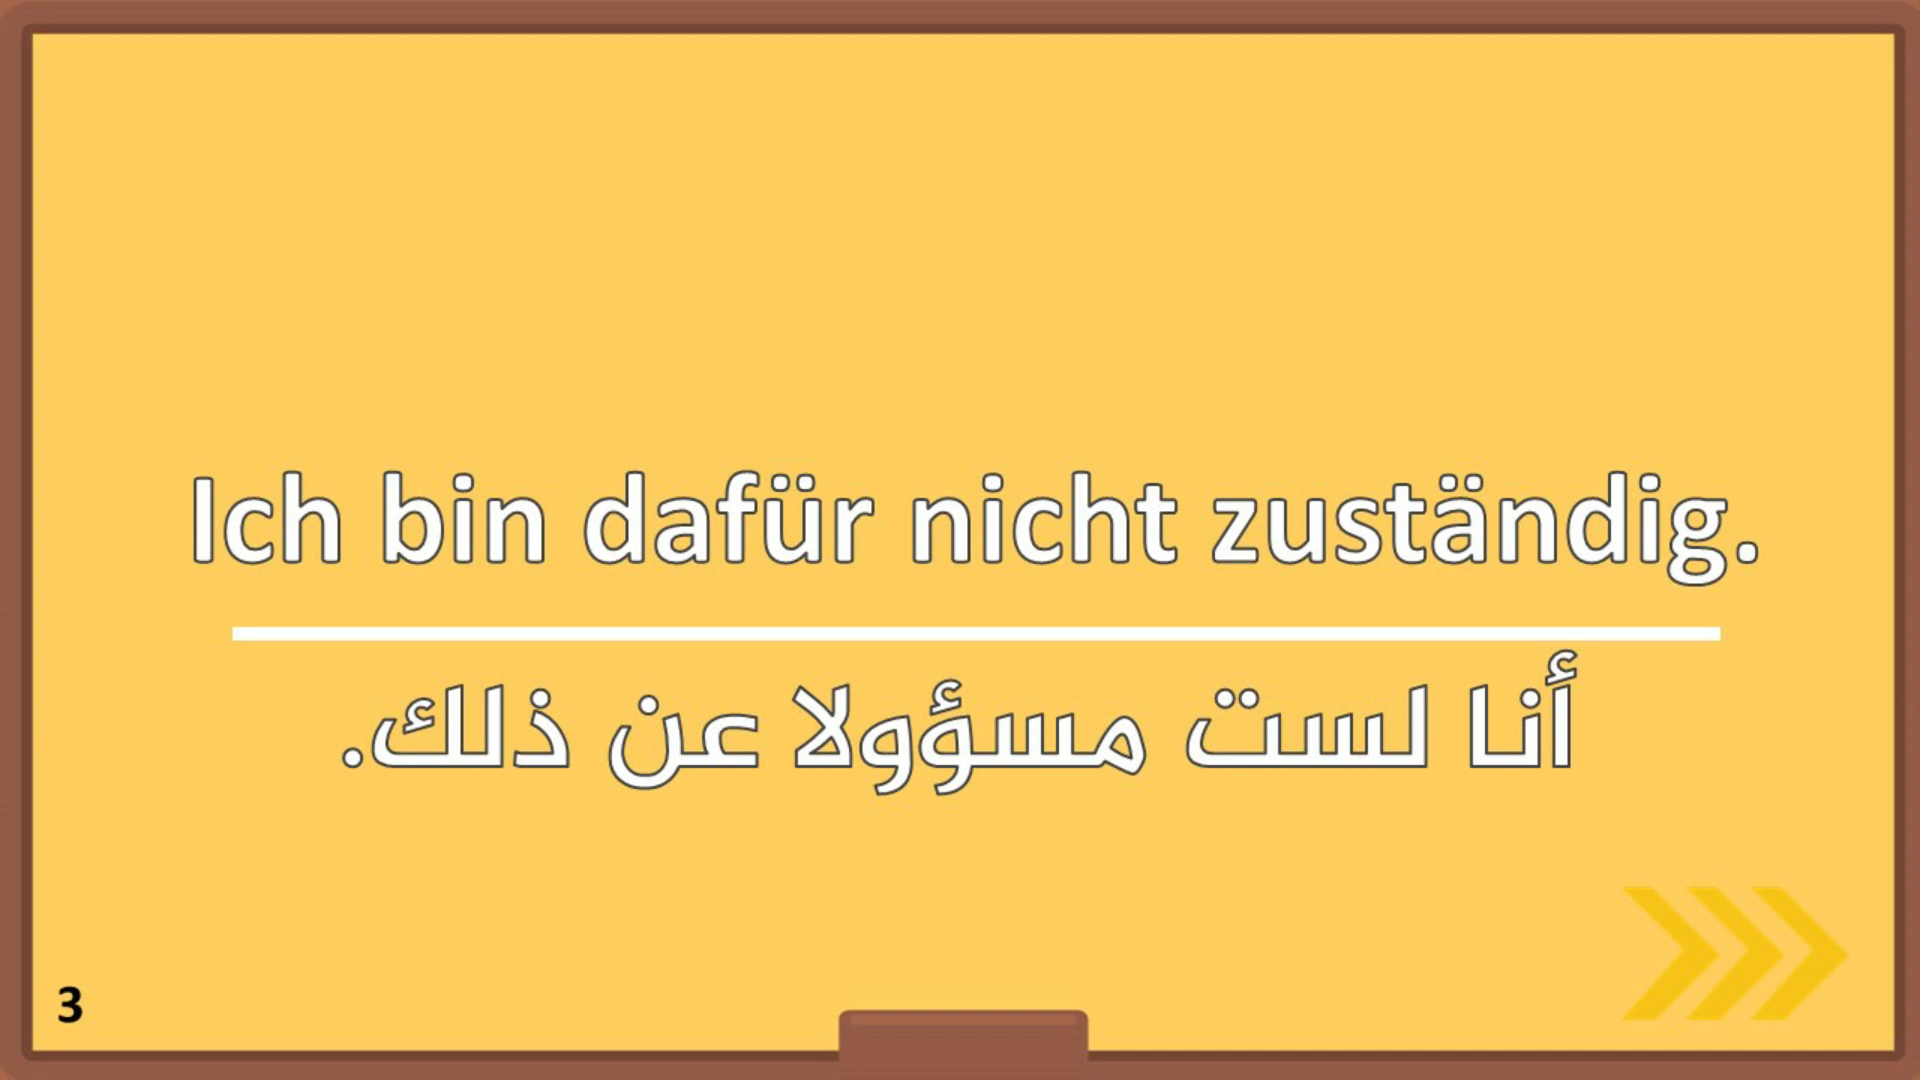 Ich bin dafür nicht zuständig.
أنا لست مسؤولا عن ذلك.
3